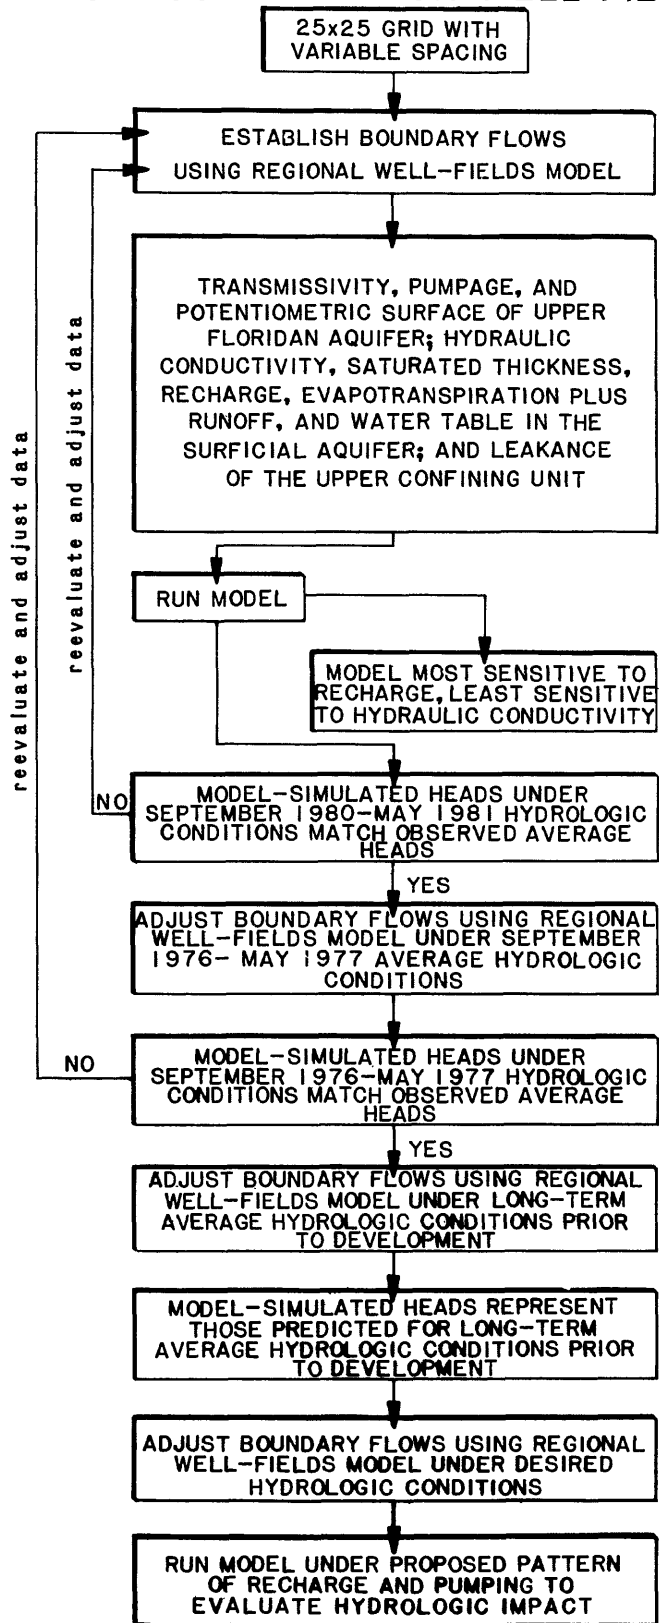 25x25 GRID WITH
VARIABLE SPACING
ESTABLISH BOUNDARY FLOWS
USING REGIONAL WELL-FIELDS MODEL
TRANSMISSIVITY, PUMPAGE, AND
POTENTIOMETRIC SURFACE OF UPPER
FLORIDAN AQUIFER; HYDRAULIC
CONDUCTIVITY, SATURATED THICKNESS,
RECHARGE, EVAPOTRANSPIRATION PLUS
RUNOFF, AND WATER TABLE IN THE
SURFICIAL AQUIFER; AND LEAKANCE
OF THE UPPER CONFINING UNIT
reevaluate and adjust data
reevaluate and adjust data
RUN MODEL
MODEL MOST SENSITIVE TO
RECHARGE, LEAST SENSITIVE
TO HYDRAULIC CONDUCTIVITY
NO
MODEL-SIMULATED HEADS UNDER
SEPTEMBER 1980-MAY 1981 HYDROLOGIC
CONDITIONS MATCH OBSERVED AVERAGE
HEADS
YES
ADJUST BOUNDARY FLOWS USING REGIONAL
WELL-FIELDS MODEL UNDER SEPTEMBER
1976- MAY 1977 AVERAGE HYDROLOGIC
CONDITIONS
NO
MODEL-SIMULATED HEADS UNDER
SEPTEMBER 1976-MAY 1977 HYDROLOGIC
CONDITIONS MATCH OBSERVED AVERAGE
HEADS
YES
ADJUST BOUNDARY FLOWS USING REGIONAL
WELL-FIELDS MODEL UNDER LONG-TERM
AVERAGE HYDROLOGIC CONDITIONS PRIOR
TO DEVELOPMENT
MODEL-SIMULATED HEADS REPRESENT
THOSE PREDICTED FOR LONG-TERM
AVERAGE HYDROLOGIC CONDITIONS PRIOR
TO DEVELOPMENT
ADJUST BOUNDARY FLOWS USING REGIONAL
WELL-FIELDS MODEL UNDER DESIRED
HYDROLOGIC CONDITIONS
RUN MODEL UNDER PROPOSED PATTERN
OF RECHARGE AND PUMPING TO
EVALUATE HYDROLOGIC IMPACT